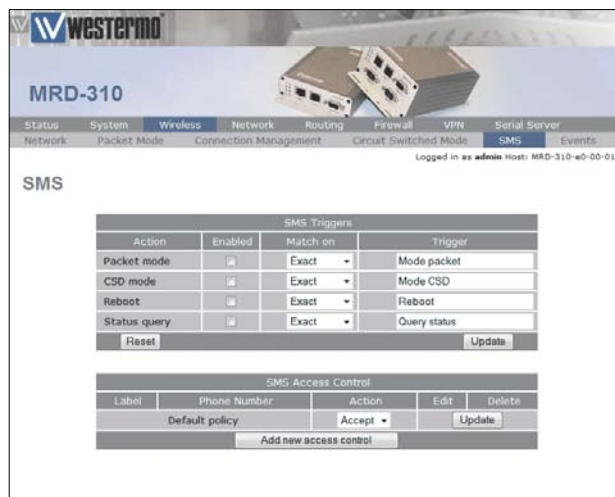 westermo
MRD-310
Status System Wireless Network Routing Firewall VPN Serial Server
Network Packet Mode Connection Management Circuit Switched Mode SMS Events
Logged in as admin Host: MRD-310-e0-00-01
SMS
SMS Triggers
Action Enabled Match on Trigger
Packet mode Exact Mode packet
CSD mode Exact Mode CSD
Reboot Exact Reboot
Status query Exact Query status
Reset Update
SMS Access Control
Label Phone Number Action Edit Delete
Default policy Accept Update
Add new access control